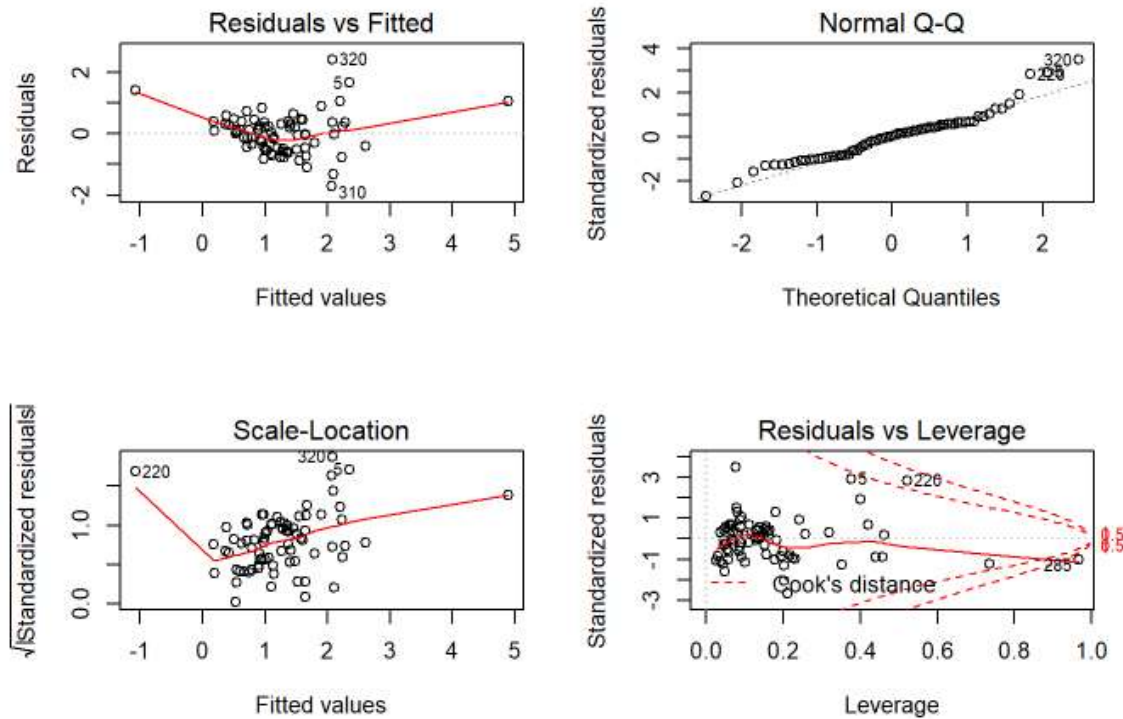 Residuals vs Fitted
Residuals
2
0
-2
320
5
310
-1 0 1 2 3 4 5
Fitted values
Normal Q-Q
Standardized residuals
4
2
0
-2
320
220
-2 -1 0 1 2
Theoretical Quantiles
Scale-Location
√|Standardized residuals|
1.0
0.0
220
320
5
-1 0 1 2 3 4 5
Fitted values
Residuals vs Leverage
Standardized residuals
3
1
-1
-3
5
220
285
Cook's distance
0.0 0.2 0.4 0.6 0.8 1.0
Leverage